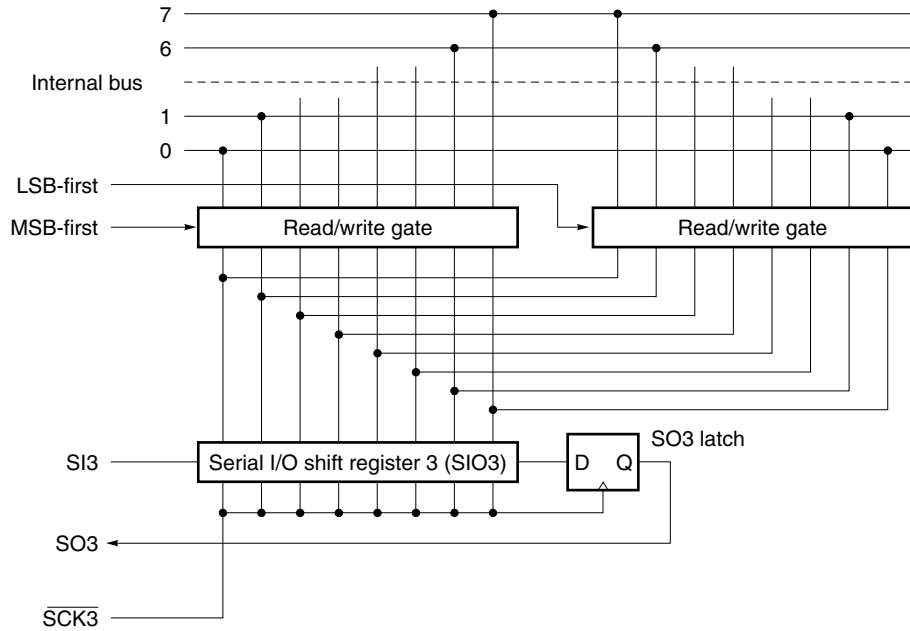 7
6
Internal bus
1
0
LSB-first
MSB-first
Read/write gate
Read/write gate
SO3 latch
SI3
Serial I/O shift register 3 (SIO3)
D Q
SO3
S̅C̅K̅3̅